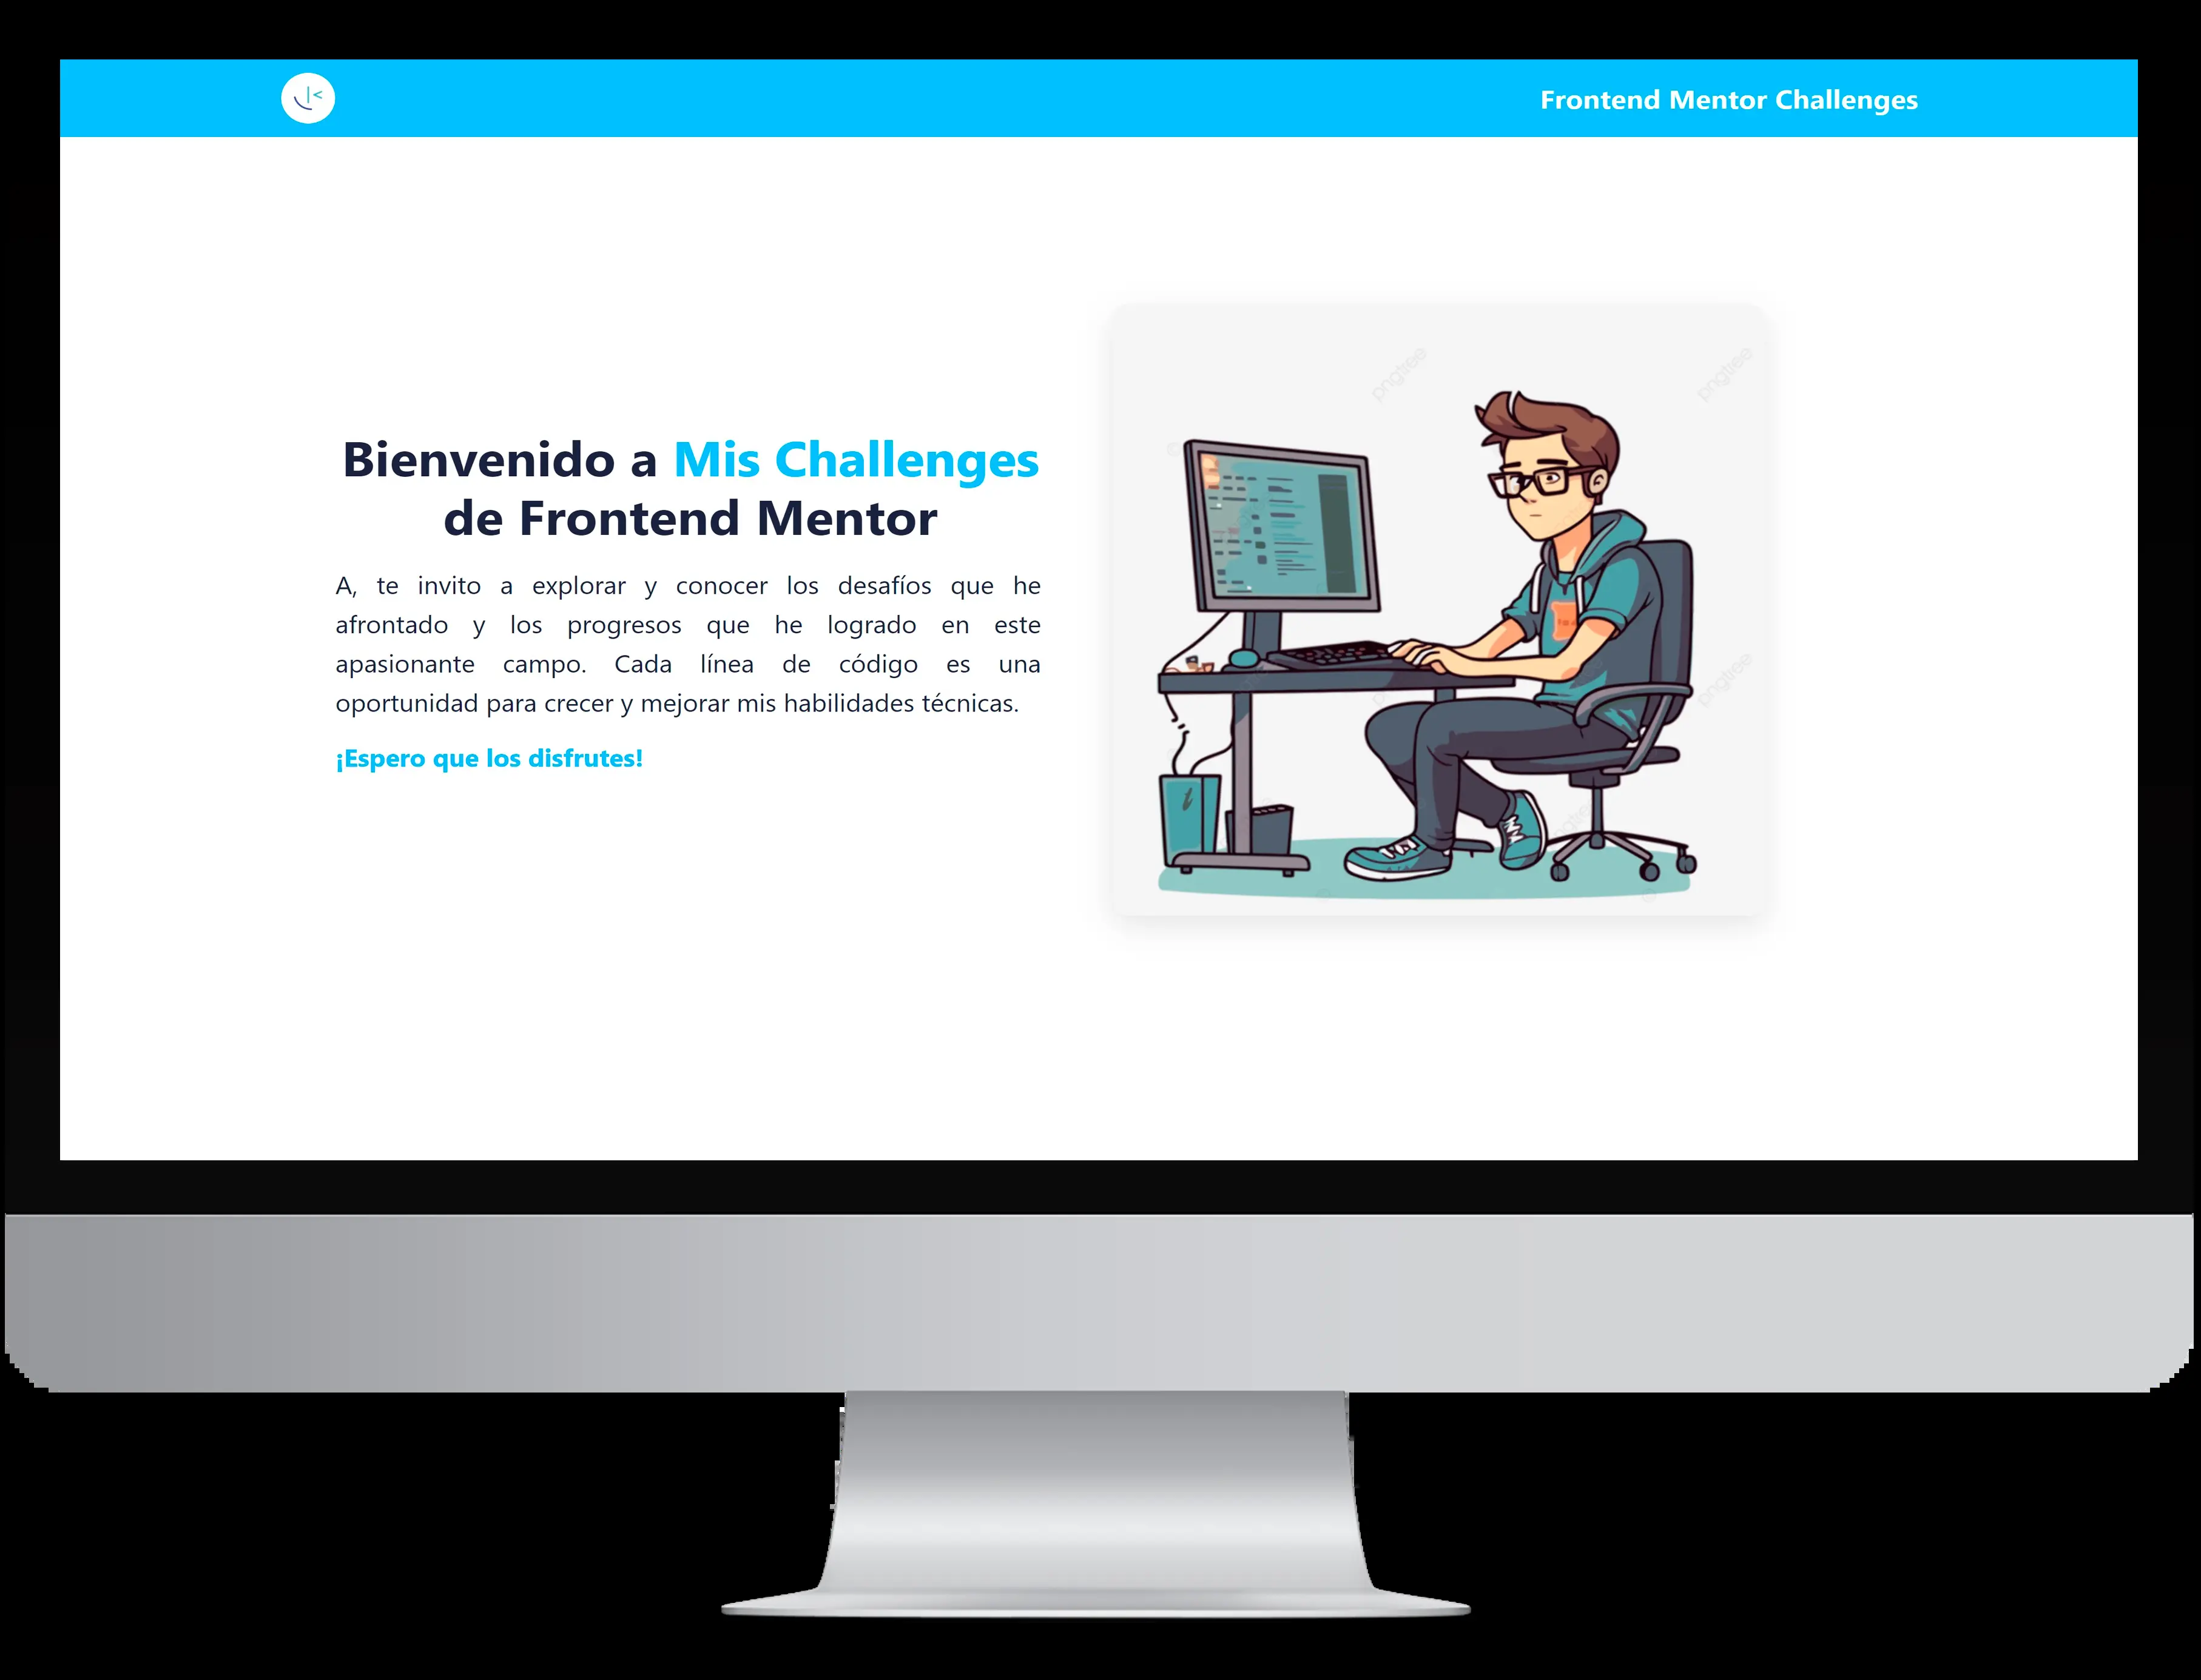 Frontend Mentor Challenges
Bienvenido a Mis Challenges
de Frontend Mentor
A, te invito a explorar y conocer los desafíos que he
afrontado y los progresos que he logrado en este
apasionante campo. Cada línea de código es una
oportunidad para crecer y mejorar mis habilidades técnicas.
¡Espero que los disfrutes!
pngtree
pngtree
pngtree